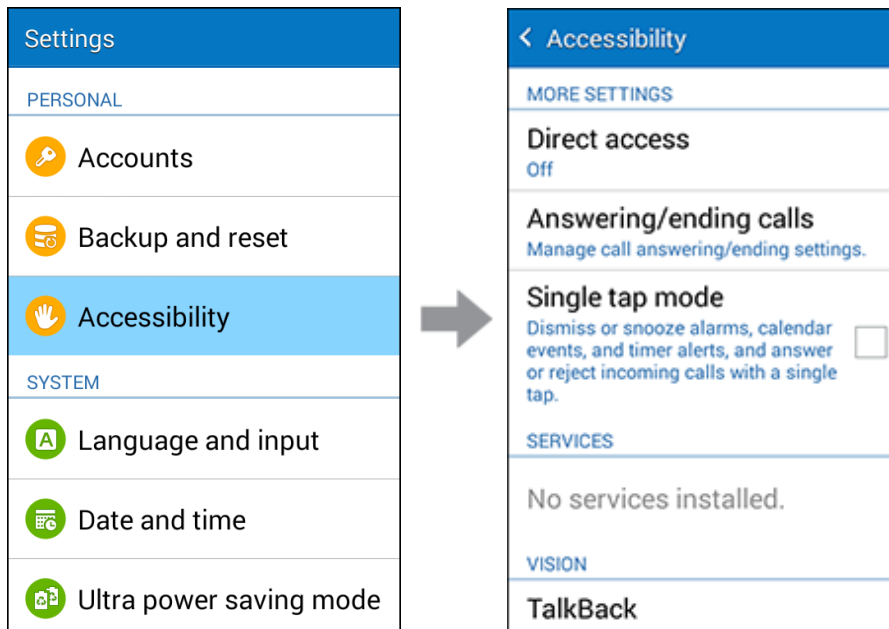 Settings
PERSONAL
Accounts
Backup and reset
Accessibility
SYSTEM
Language and input
Date and time
Ultra power saving mode
Accessibility
MORE SETTINGS
Direct access
Off
Answering/ending calls
Manage call answering/ending settings.
Single tap mode
Dismiss or snooze alarms, calendar
events, and timer alerts, and answer
or reject incoming calls with a single
tap.
SERVICES
No services installed.
VISION
TalkBack